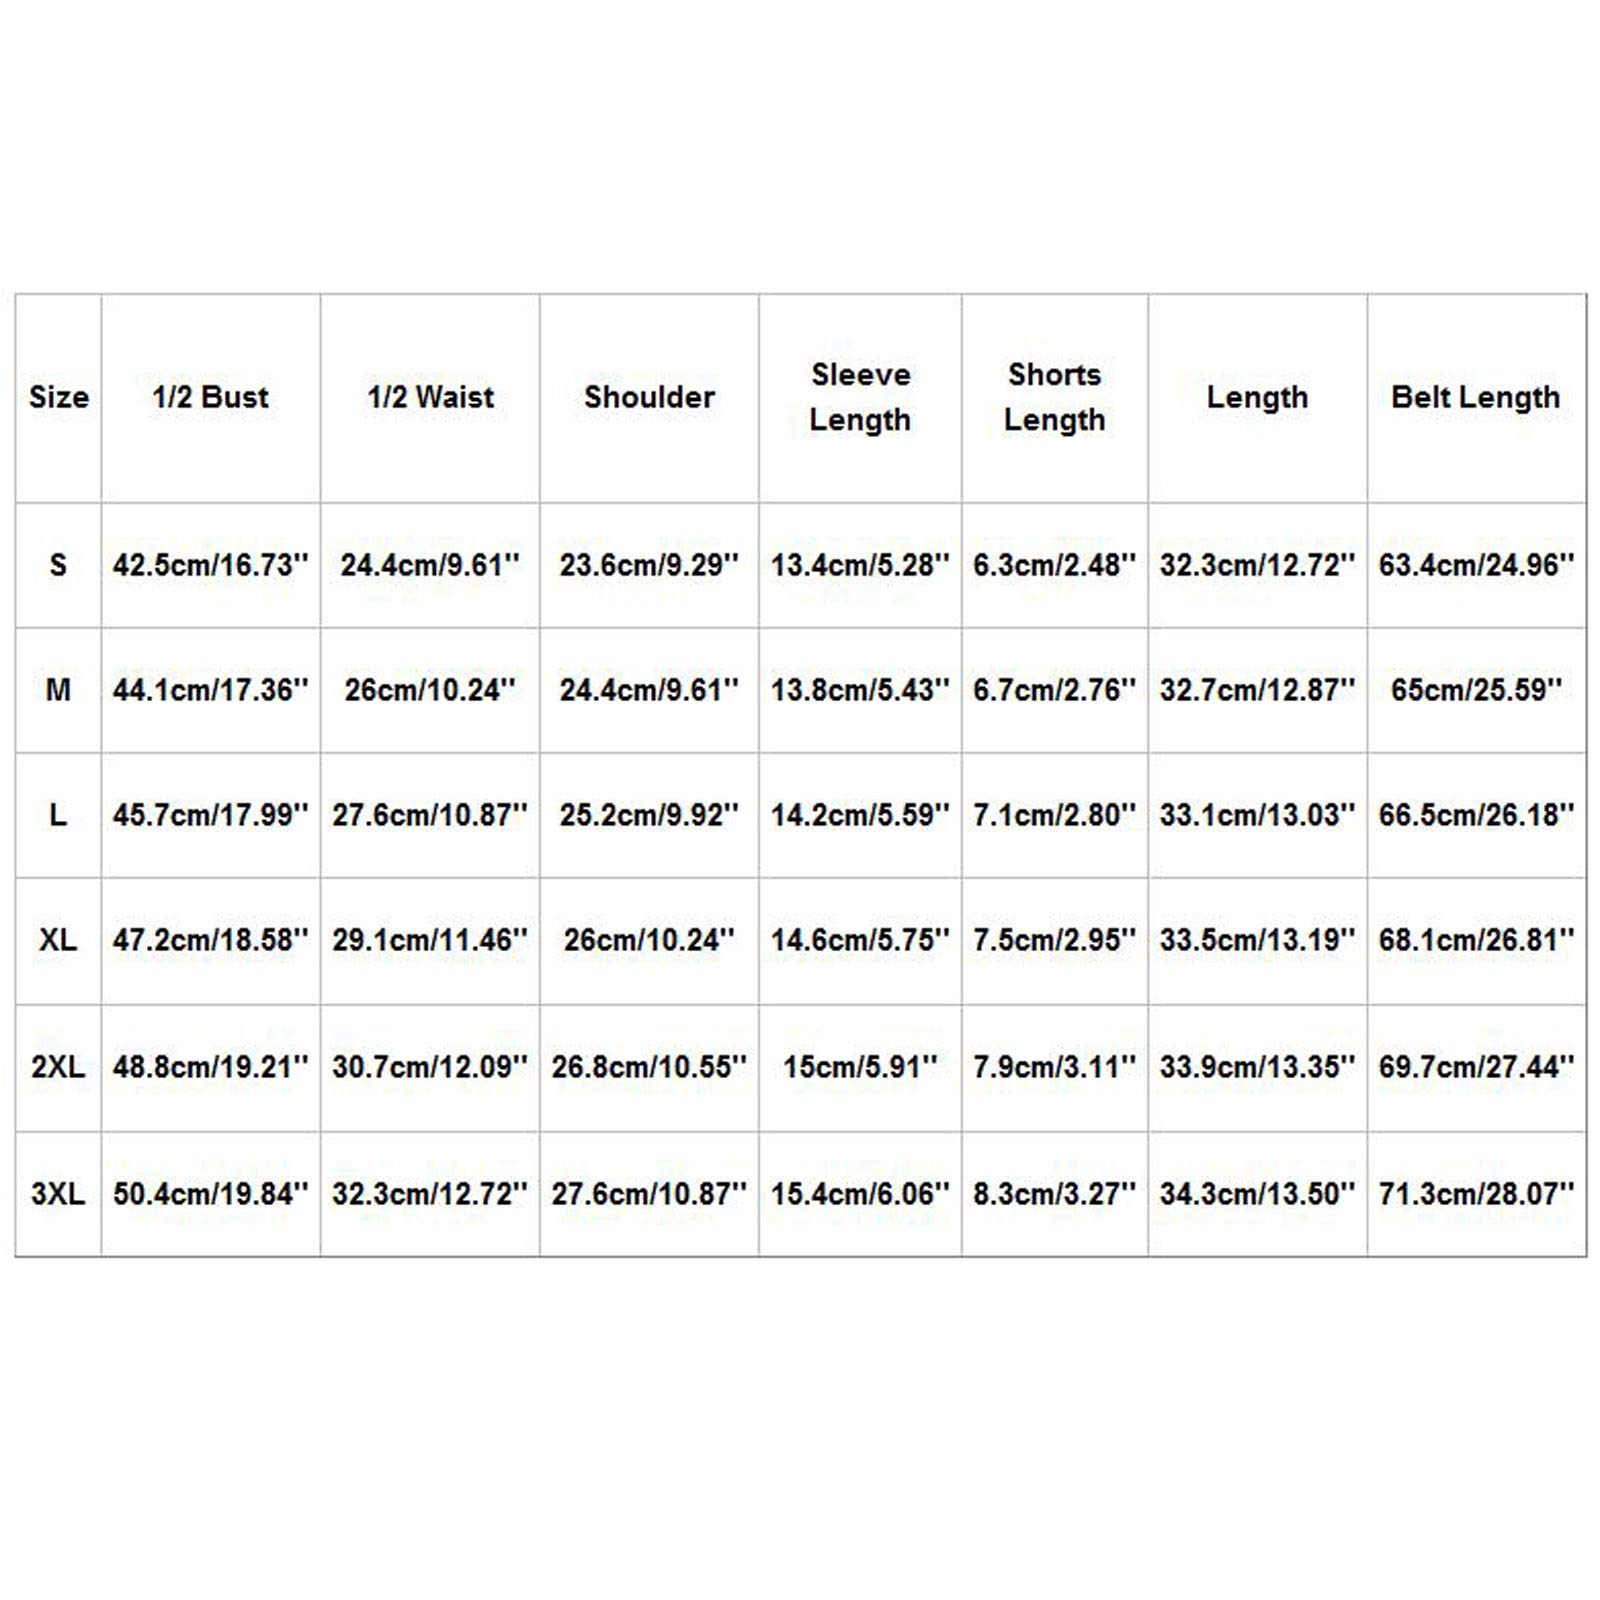 Size 1/2 Bust 1/2 Waist Shoulder Sleeve Length Shorts Length Length Belt Length
S 42.5cm/16.73'' 24.4cm/9.61'' 23.6cm/9.29'' 13.4cm/5.28'' 6.3cm/2.48'' 32.3cm/12.72'' 63.4cm/24.96''
M 44.1cm/17.36'' 26cm/10.24'' 24.4cm/9.61'' 13.8cm/5.43'' 6.7cm/2.76'' 32.7cm/12.87'' 65cm/25.59''
L 45.7cm/17.99'' 27.6cm/10.87'' 25.2cm/9.92'' 14.2cm/5.59'' 7.1cm/2.80'' 33.1cm/13.03'' 66.5cm/26.18''
XL 47.2cm/18.58'' 29.1cm/11.46'' 26cm/10.24'' 14.6cm/5.75'' 7.5cm/2.95'' 33.5cm/13.19'' 68.1cm/26.81''
2XL 48.8cm/19.21'' 30.7cm/12.09'' 26.8cm/10.55'' 15cm/5.91'' 7.9cm/3.11'' 33.9cm/13.35'' 69.7cm/27.44''
3XL 50.4cm/19.84'' 32.3cm/12.72'' 27.6cm/10.87'' 15.4cm/6.06'' 8.3cm/3.27'' 34.3cm/13.50'' 71.3cm/28.07''